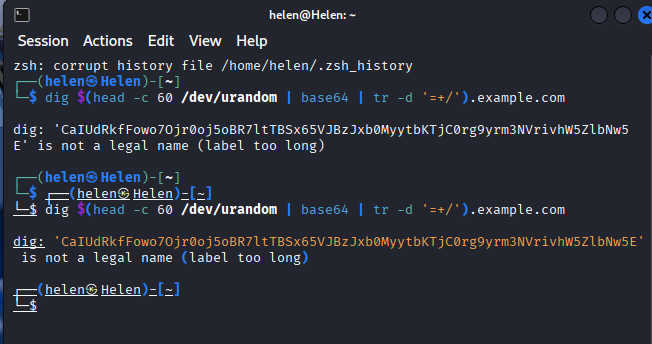 helen@Helen: ~
Session Actions Edit View Help
zsh: corrupt history file /home/helen/.zsh_history
┌──(helen㉿Helen)-[~]
└─$ dig $(head -c 60 /dev/urandom | base64 | tr -d '=+/').example.com
dig: 'CaIUdRkfFowo7Ojr0oj5oBR7ltTBSx65VJBzJxb0MyytbKTjC0rg9yrm3NVrivhW5ZlbNw5
E' is not a legal name (label too long)
┌──(helen㉿Helen)-[~]
└─$ ┌──(helen㉿Helen)-[~]
└─$ dig $(head -c 60 /dev/urandom | base64 | tr -d '=+/').example.com
dig: 'CaIUdRkfFowo7Ojr0oj5oBR7ltTBSx65VJBzJxb0MyytbKTjC0rg9yrm3NVrivhW5ZlbNw5E'
is not a legal name (label too long)
┌──(helen㉿Helen)-[~]
└─$